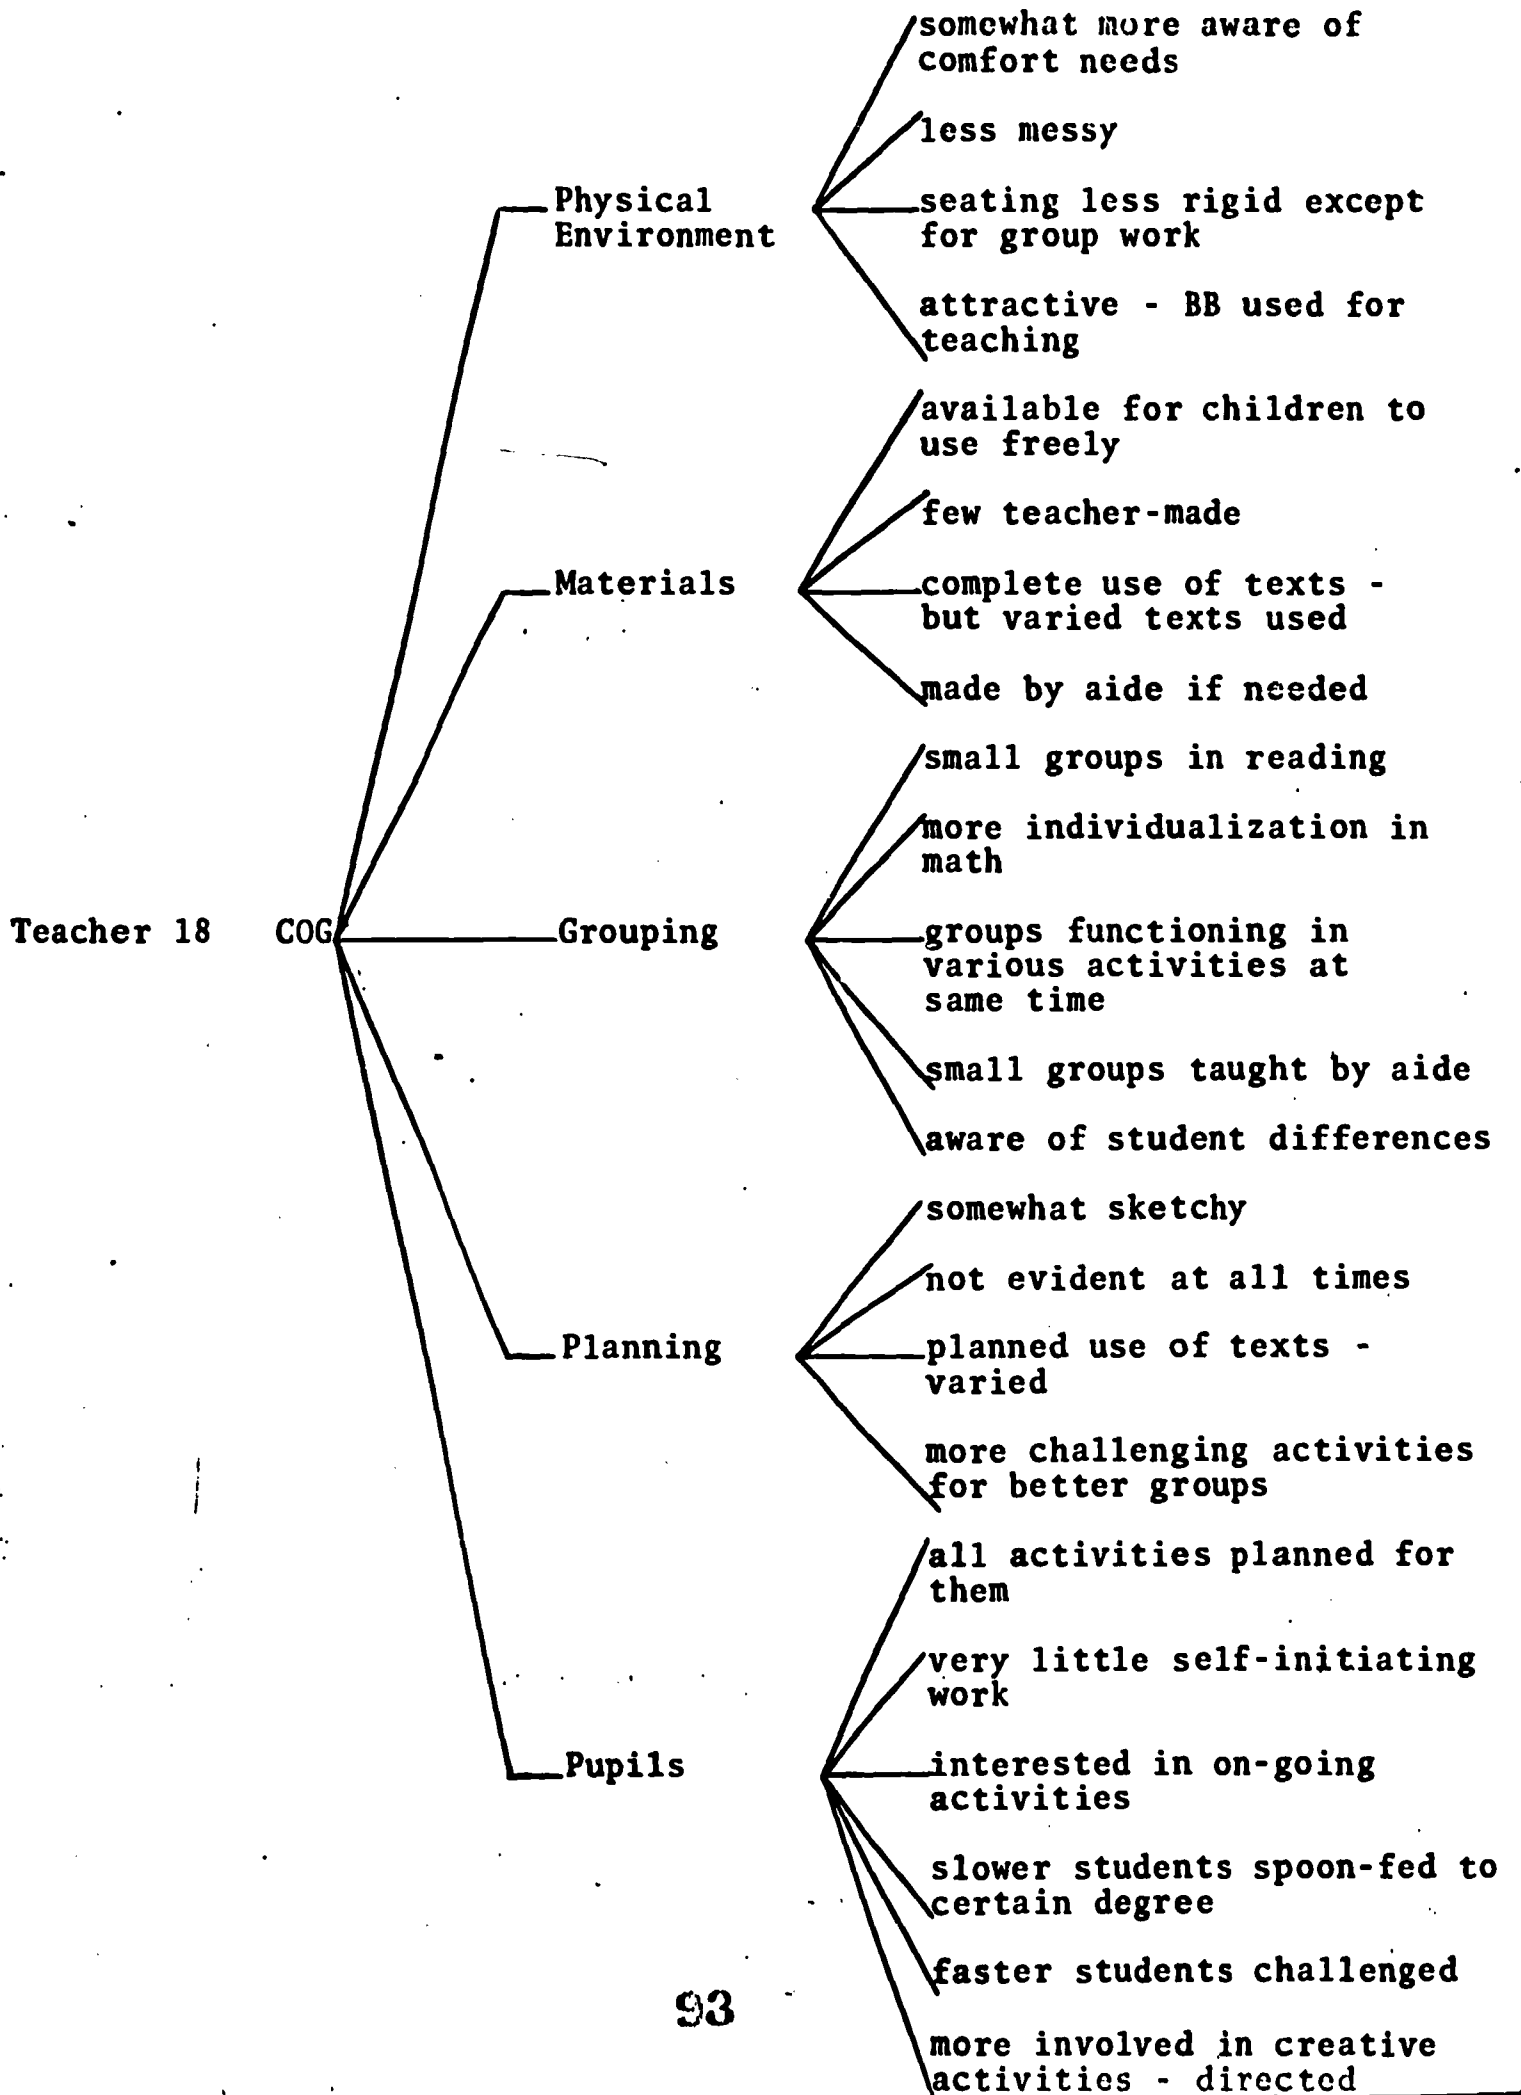 somewhat more aware of
comfort needs
less messy
Physical
Environment
seating less rigid except
for group work
attractive - BB used for
teaching
available for children to
use freely
few teacher-made
Materials
complete use of texts -
but varied texts used
made by aide if needed
small groups in reading
more individualization in
math
Teacher 18 COG
Grouping
groups functioning in
various activities at
same time
small groups taught by aide
aware of student differences
somewhat sketchy
not evident at all times
Planning
planned use of texts -
varied
more challenging activities
for better groups
all activities planned for
them
very little self-initiating
work
Pupils
interested in on-going
activities
slower students spoon-fed to
certain degree
faster students challenged
more involved in creative
activities - directed
93